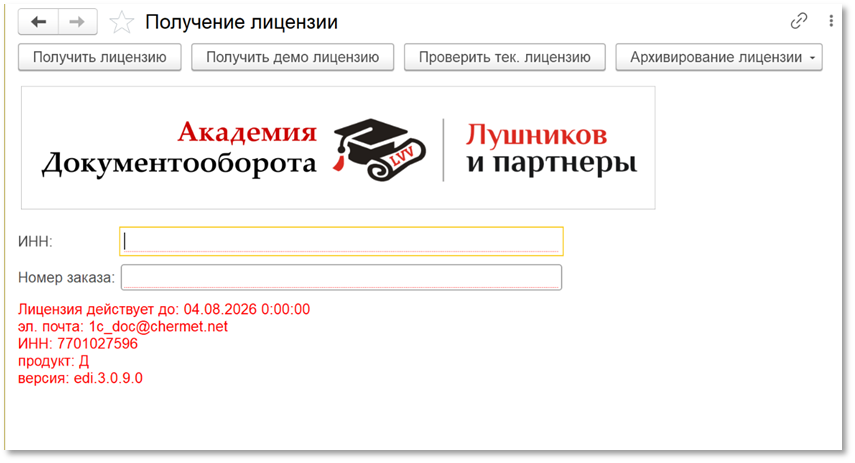 Получение лицензии
Получить лицензию Получить демо лицензию Проверить тек. лицензию Архивирование лицензии
Академия Документооборота
LVV
Лушников и партнеры
ИНН:
Номер заказа:
Лицензия действует до: 04.08.2026 0:00:00
эл. почта: 1c_doc@chermet.net
ИНН: 7701027596
продукт: Д
версия: edi.3.0.9.0